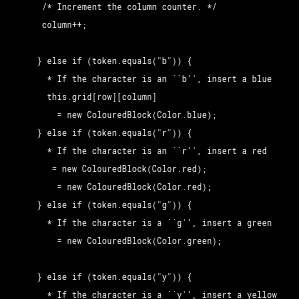 /* Increment the column counter. */
column++;
} else if (token.equals("b")) {
* If the character is an ``b'', insert a blue
this.grid[row][column]
= new ColouredBlock(Color.blue);
} else if (token.equals("r")) {
* If the character is an ``r'', insert a red
= new ColouredBlock(Color.red);
= new ColouredBlock(Color.red);
} else if (token.equals("g")) {
* If the character is a ``g'', insert a green
= new ColouredBlock(Color.green);
} else if (token.equals("y")) {
* If the character is a ``y'', insert a yellow